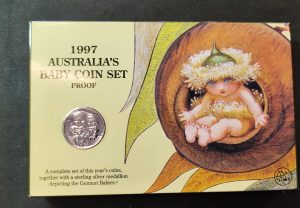 1997
AUSTRALIA'S
BABY COIN SET
PROOF
A complete set of this year's coins,
together with a sterling silver medallion
depicting the Gumnut Babies.™